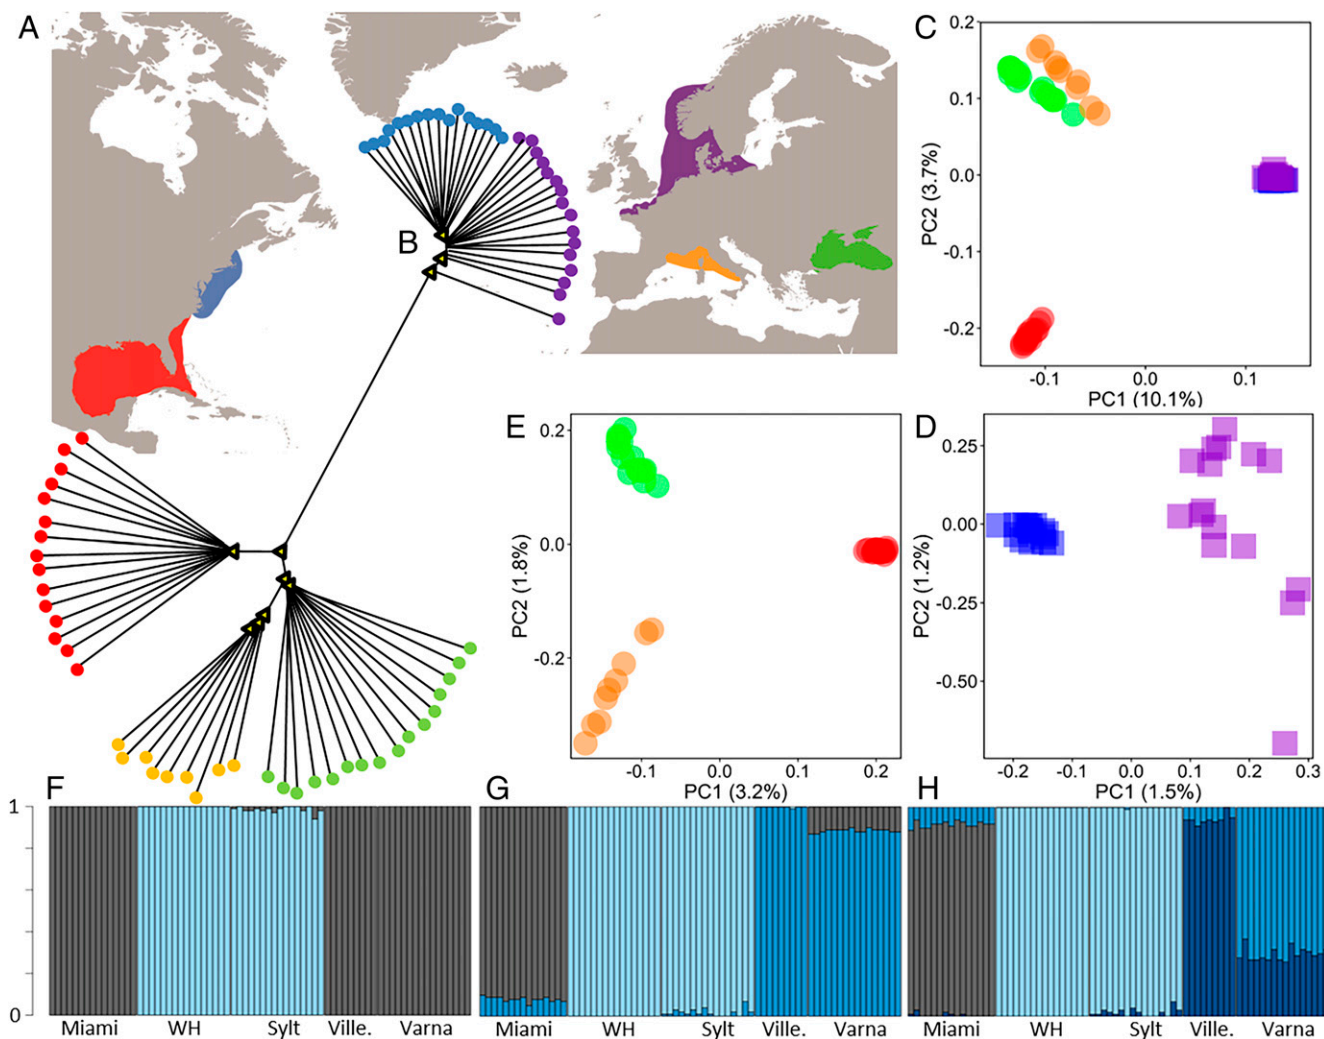 A
B
C
0.2
0.1
0.0
-0.1
-0.2
PC2 (3.7%)
-0.1 0.0 0.1
PC1 (10.1%)
E
0.2
0.0
-0.2
PC2 (1.8%)
-0.1 0.0 0.1 0.2
PC1 (3.2%)
D
0.25
0.00
-0.25
-0.50
PC2 (1.2%)
-0.2 -0.1 0.0 0.1 0.2 0.3
PC1 (1.5%)
F
1
0
Miami WH Sylt Ville. Varna
G
Miami WH Sylt Ville. Varna
H
Miami WH Sylt Ville. Varna